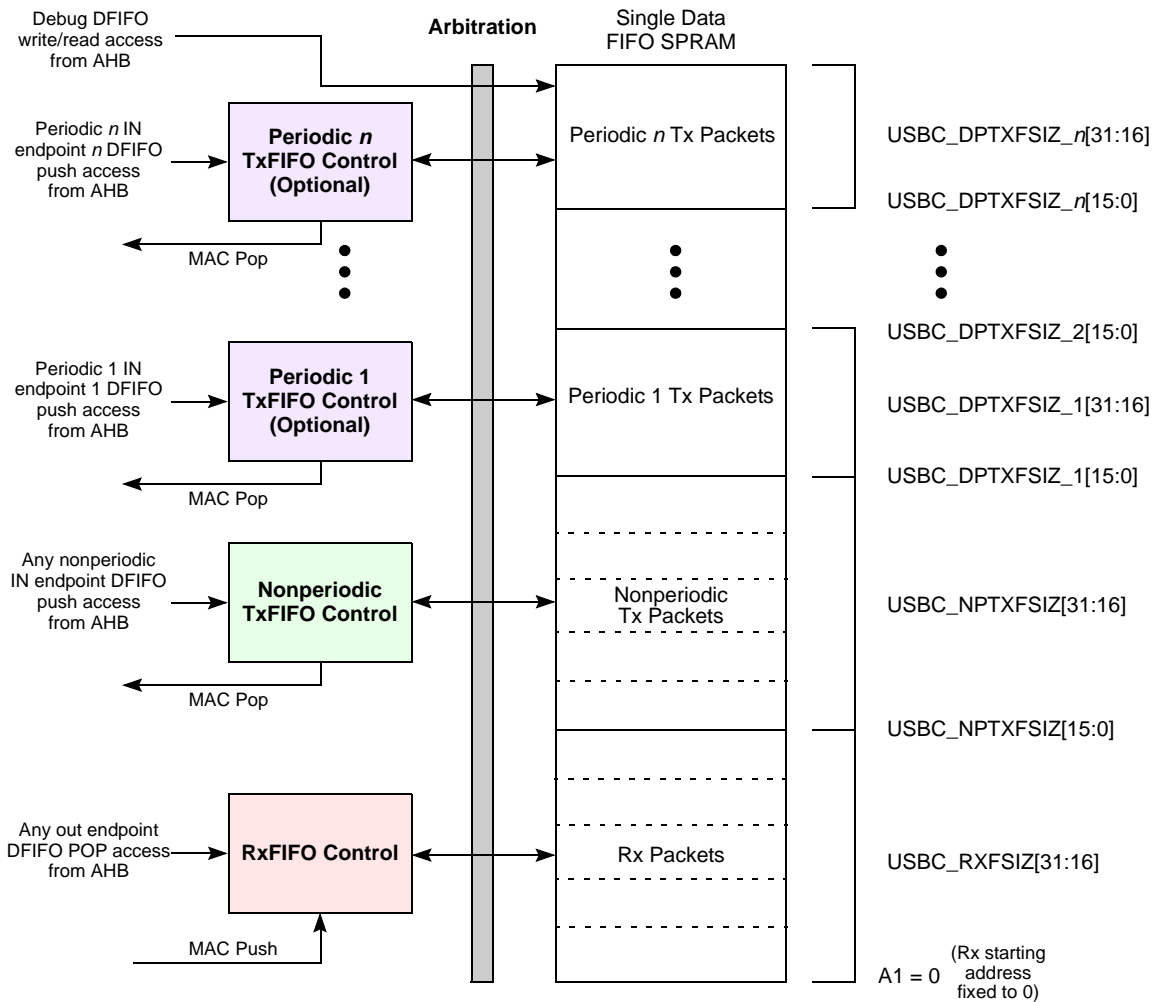 Debug DFIFO
write/read access
from AHB
Arbitration
Single Data
FIFO SPRAM
Periodic n IN
endpoint n DFIFO
push access
from AHB
Periodic n
TxFIFO Control
(Optional)
Periodic n Tx Packets
USBC_DPTXFSIZ_n[31:16]
USBC_DPTXFSIZ_n[15:0]
MAC Pop
USBC_DPTXFSIZ_2[15:0]
Periodic 1 IN
endpoint 1 DFIFO
push access
from AHB
Periodic 1
TxFIFO Control
(Optional)
Periodic 1 Tx Packets
USBC_DPTXFSIZ_1[31:16]
USBC_DPTXFSIZ_1[15:0]
MAC Pop
Any nonperiodic
IN endpoint DFIFO
push access
from AHB
Nonperiodic
TxFIFO Control
Nonperiodic
Tx Packets
USBC_NPTXFSIZ[31:16]
MAC Pop
USBC_NPTXFSIZ[15:0]
Any out endpoint
DFIFO POP access
from AHB
RxFIFO Control
Rx Packets
USBC_RXFSIZ[31:16]
MAC Push
A1 = 0
(Rx starting
address
fixed to 0)